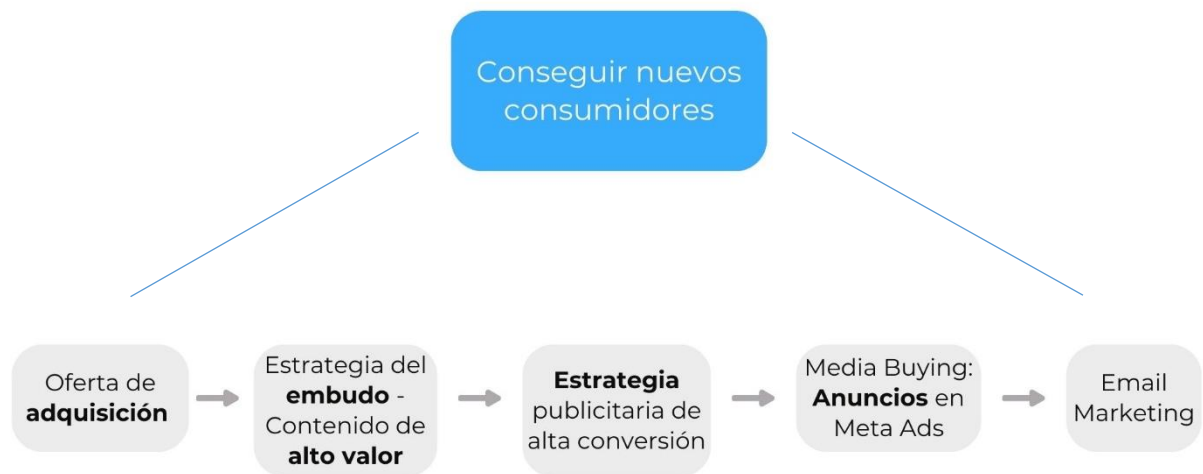 Conseguir nuevos
consumidores
Oferta de
adquisición
Estrategia del
embudo -
Contenido de
alto valor
Estrategia
publicitaria de
alta conversión
Media Buying:
Anuncios en
Meta Ads
Email
Marketing